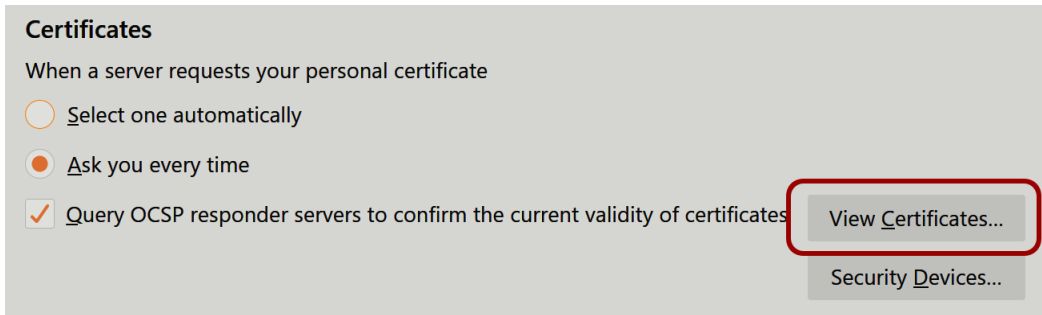 Certificates
When a server requests your personal certificate
Select one automatically
Ask you every time
Query OCSP responder servers to confirm the current validity of certificates
View Certificates...
Security Devices...